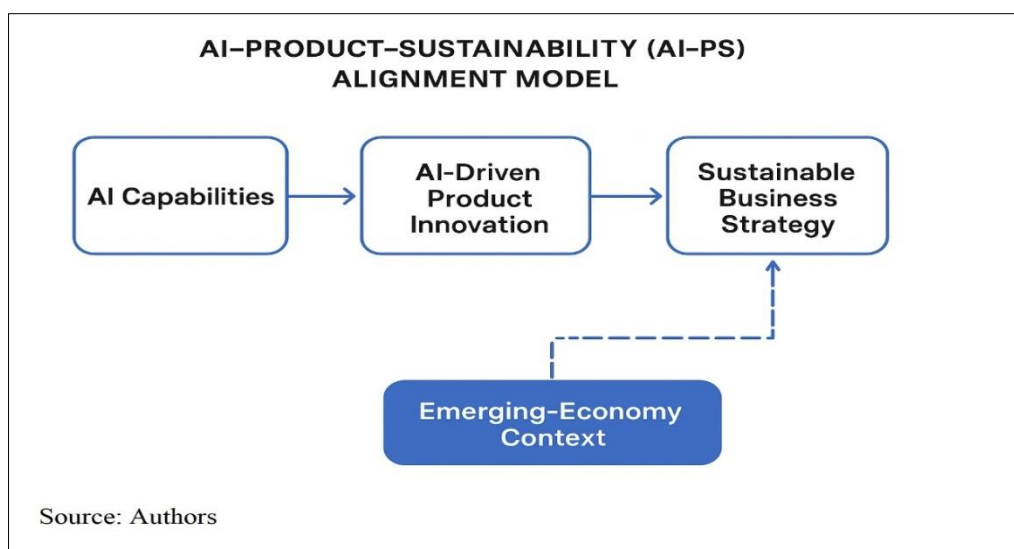 AI–PRODUCT–SUSTAINABILITY (AI-PS)
ALIGNMENT MODEL
AI Capabilities
AI-Driven
Product
Innovation
Sustainable
Business
Strategy
Emerging-Economy
Context
Source: Authors